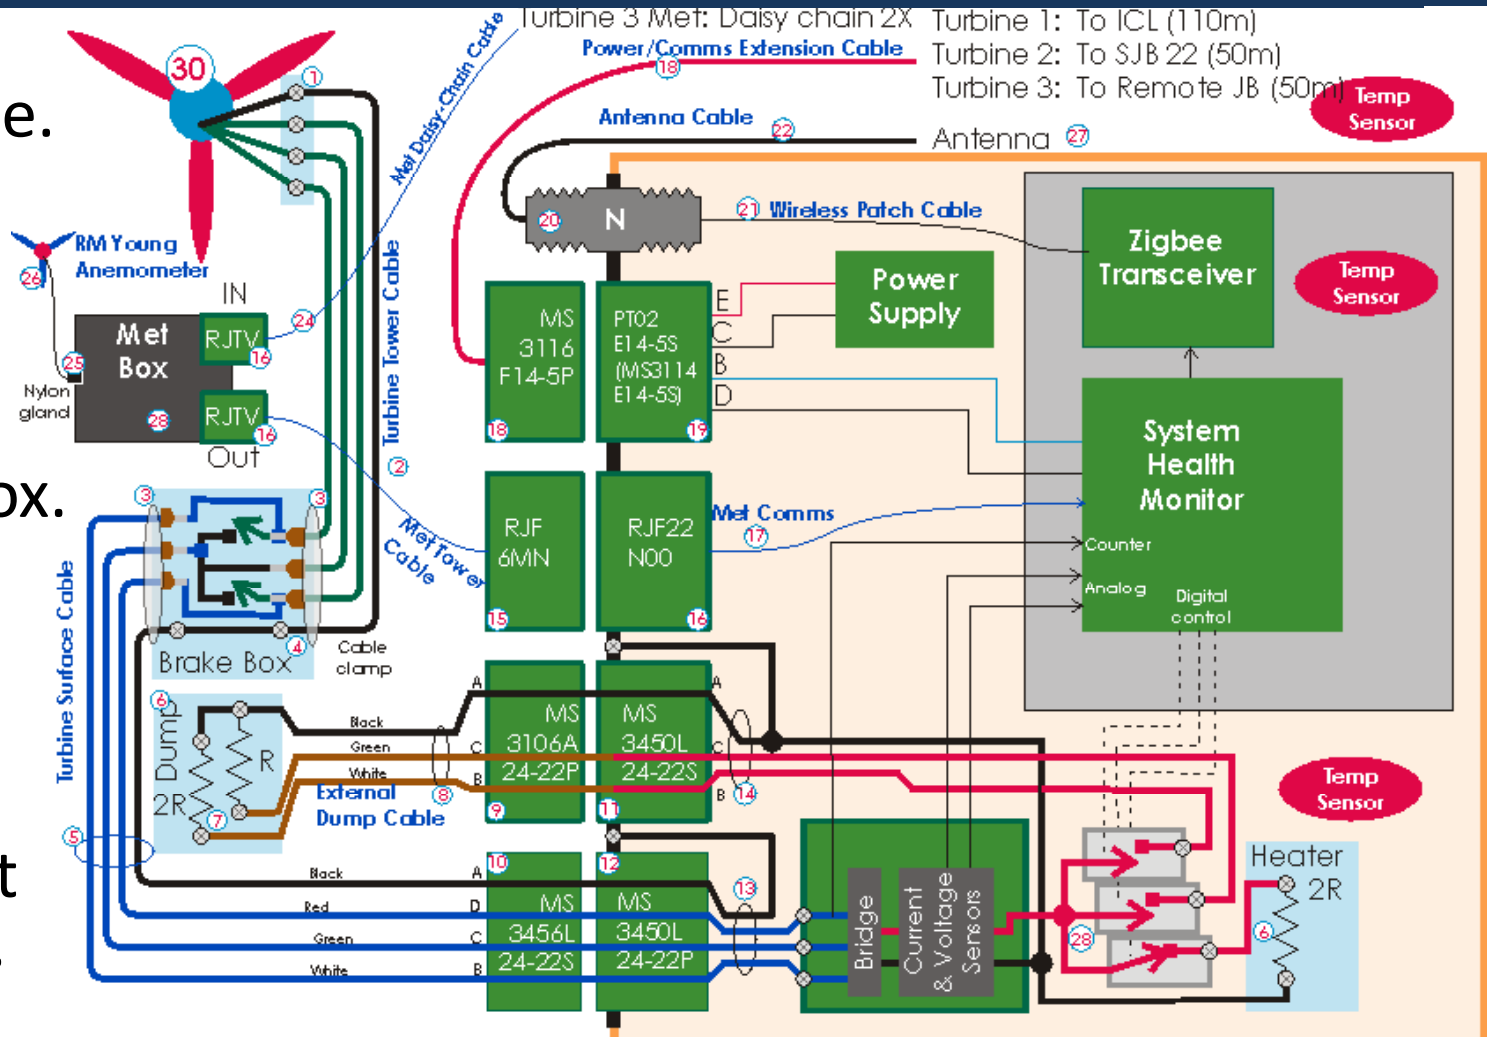 Turbine 3 Met: Daisy chain 2X
Turbine 1: To ICL (110m)
Turbine 2: To SJB 22 (50m)
Turbine 3: To Remote JB (50m)
Power/Comms Extension Cable
18
Temp
Sensor
Antenna Cable
22
Antenna 27
30
1
e.
Met Daisy-Chain Cable
20
N
21 Wireless Patch Cable
Zigbee
Transceiver
Temp
Sensor
RM Young
Anemometer
26
IN
24
Met
Box
RJTV
16
25
Nylon
gland
28
RJTV
16
Out
Turbine Tower Cable
2
MS
3116
F14-5P
18
PT02
E14-5S
(MS3114
E14-5S)
19
E
C
B
D
Power
Supply
System
Health
Monitor
Counter
Analog
Digital
control
ox.
3
3
4
Brake Box
Cable
clamp
Met Tower
Cable
RJF
6MN
15
RJF22
N00
16
Met Comms
17
Turbine Surface Cable
6
Dump
R
2R
7
Black
Green
White
8
External
Dump Cable
A
C
B
MS
3106A
24-22P
9
MS
3450L
24-22S
11
A
C
B
14
Temp
Sensor
5
t
Black
Red
Green
White
A
D
C
B
10
MS
3456L
24-22S
12
MS
3450L
24-22P
13
Bridge
Current
& Voltage
Sensors
28
Heater
2R
6